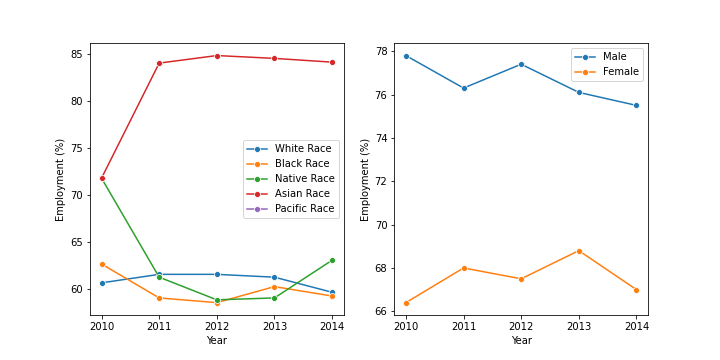 85
80
75
70
65
60
Employment (%)
2010 2011 2012 2013 2014
Year
White Race
Black Race
Native Race
Asian Race
Pacific Race
78
76
74
72
70
68
66
Employment (%)
2010 2011 2012 2013 2014
Year
Male
Female